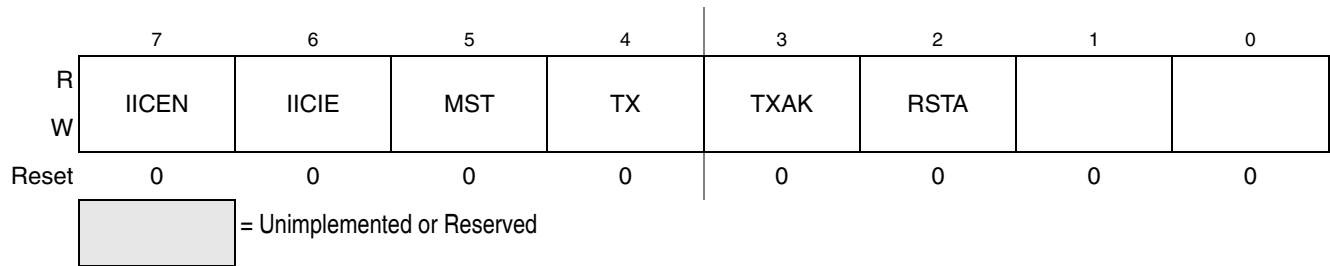 7 6 5 4 3 2 1 0
R
IICEN IICIE MST TX TXAK RSTA
W
Reset 0 0 0 0 0 0 0 0
= Unimplemented or Reserved